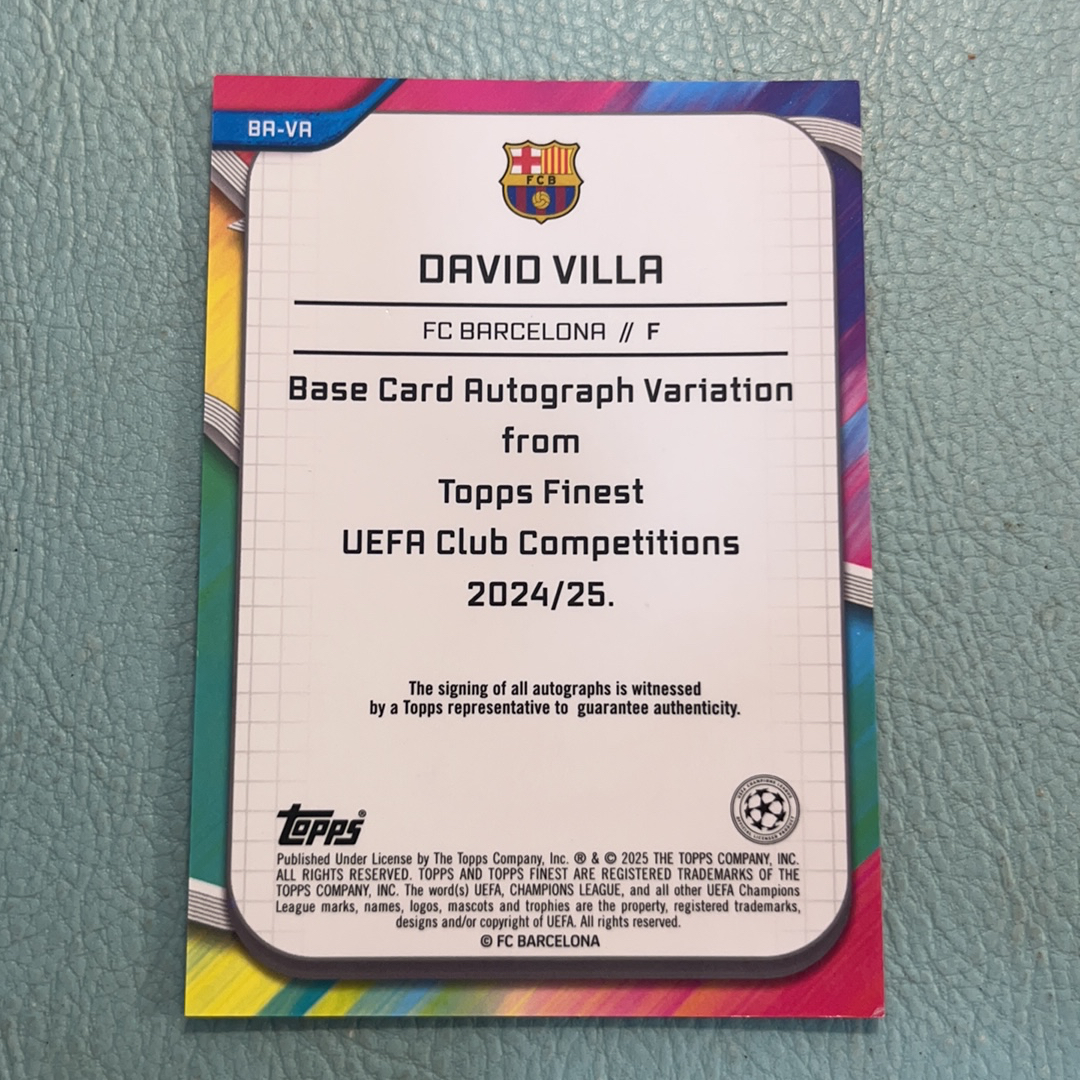 BA-VA
FCB
DAVID VILLA
FC BARCELONA // F
Base Card Autograph Variation
from
Topps Finest
UEFA Club Competitions
2024/25.
The signing of all autographs is witnessed
by a Topps representative to guarantee authenticity.
topps®
Published Under License by The Topps Company, Inc. ® & © 2025 THE TOPPS COMPANY, INC.
ALL RIGHTS RESERVED. TOPPS AND TOPPS FINEST ARE REGISTERED TRADEMARKS OF THE
TOPPS COMPANY, INC. The word(s) UEFA, CHAMPIONS LEAGUE, and all other UEFA Champions
League marks, names, logos, mascots and trophies are the property, registered trademarks,
designs and/or copyright of UEFA. All rights reserved.
© FC BARCELONA